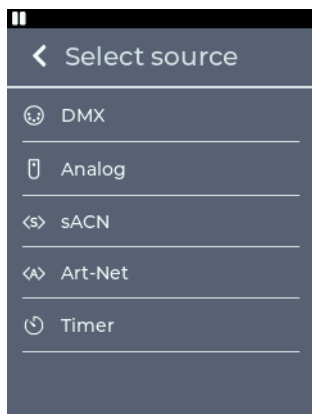 Select source
DMX
Analog
<S> sACN
<A> Art-Net
Timer